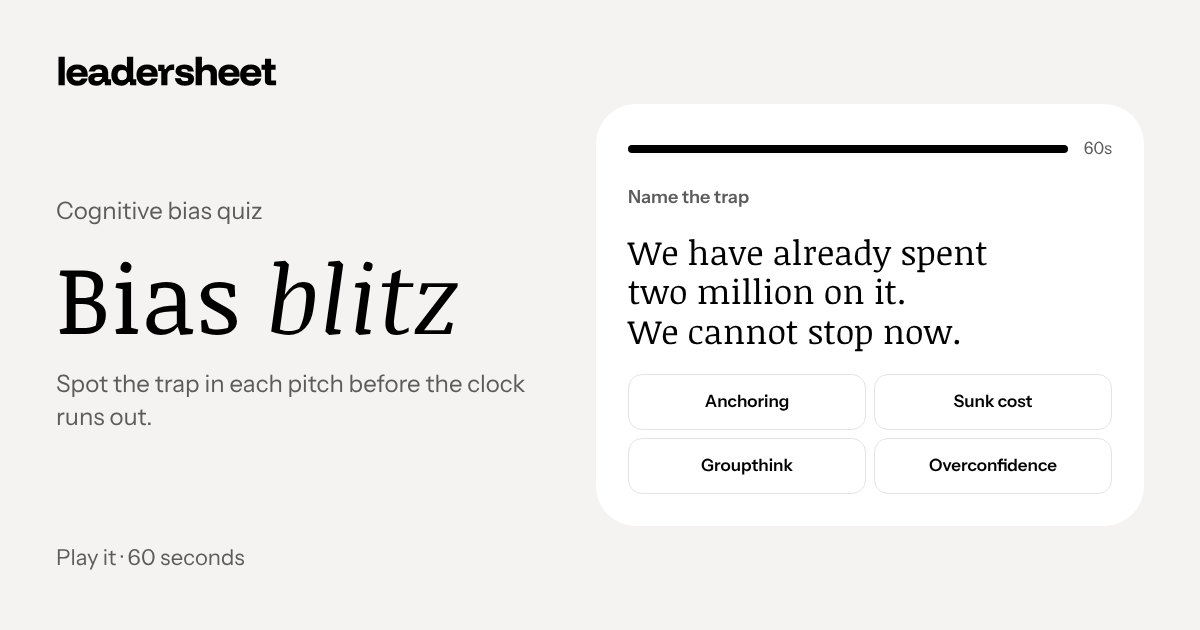 leadersheet
Cognitive bias quiz
Bias blitz
Spot the trap in each pitch before the clock
runs out.
Play it · 60 seconds
60s
Name the trap
We have already spent
two million on it.
We cannot stop now.
Anchoring
Sunk cost
Groupthink
Overconfidence